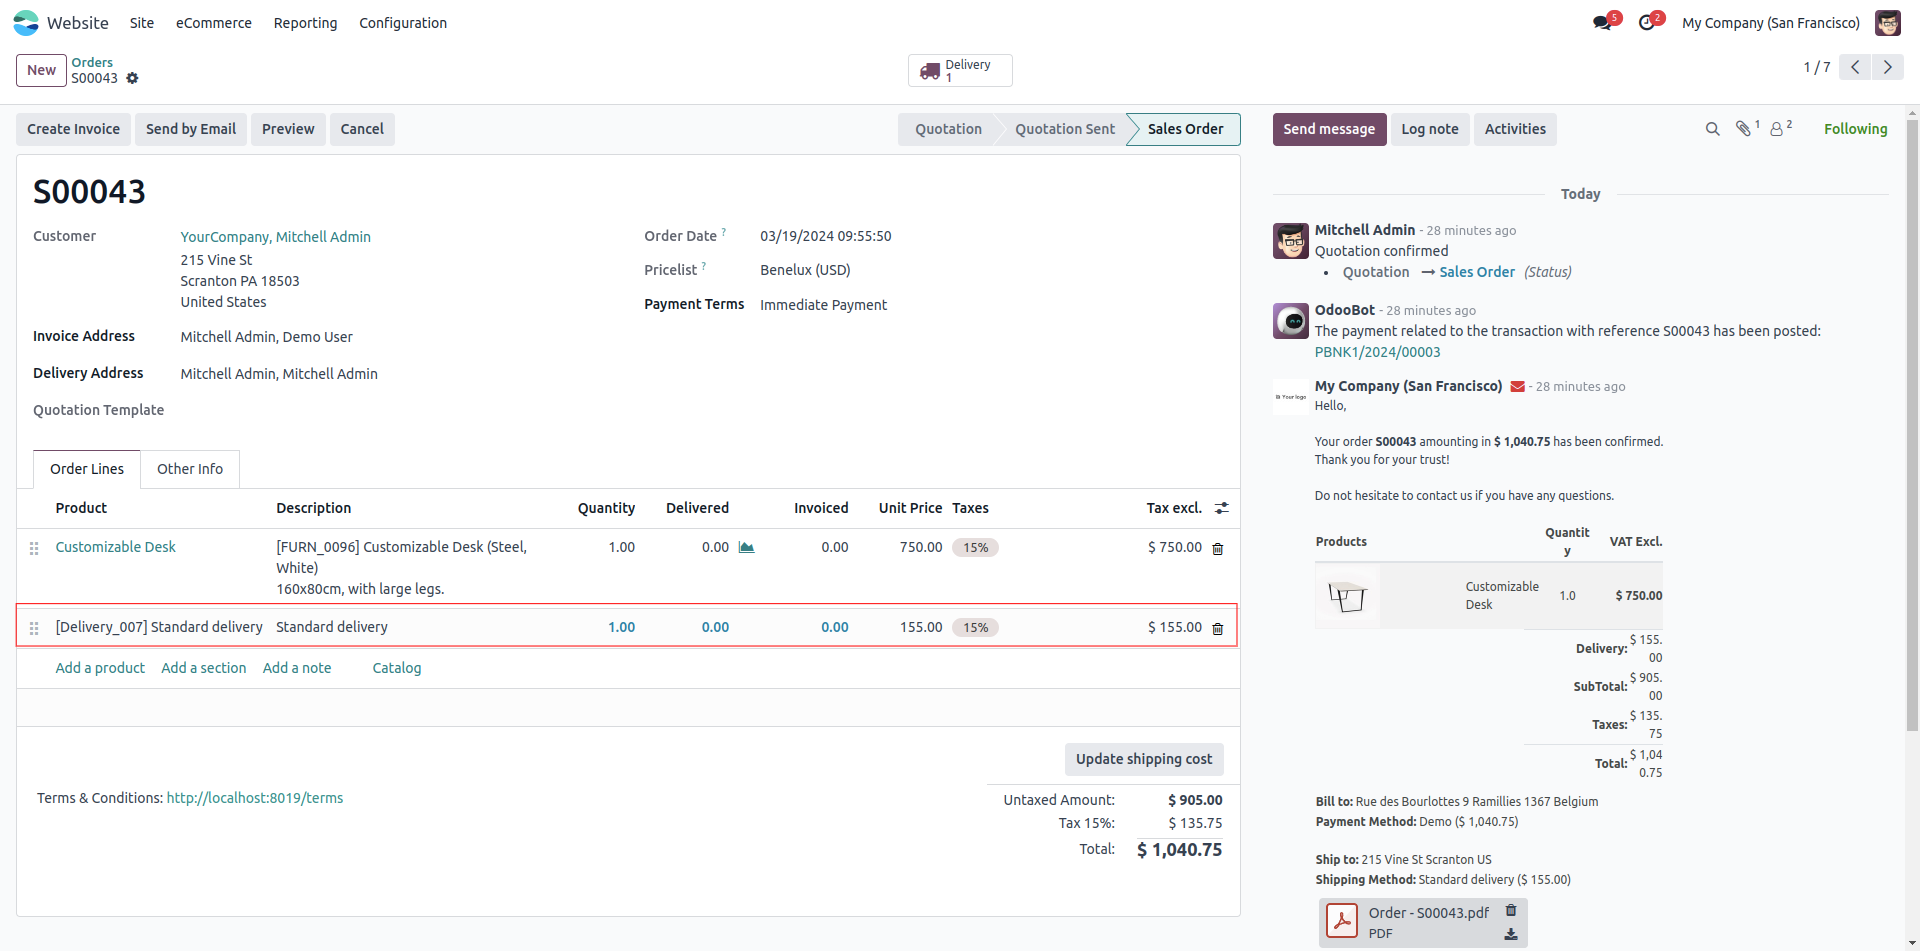 Website Site eCommerce Reporting Configuration 5 2 My Company (San Francisco)
New Orders
S00043
Delivery
1
1 / 7
Create Invoice Send by Email Preview Cancel Quotation Quotation Sent Sales Order
S00043
Customer YourCompany, Mitchell Admin
215 Vine St
Scranton PA 18503
United States
Invoice Address Mitchell Admin, Demo User
Delivery Address Mitchell Admin, Mitchell Admin
Quotation Template
Order Date ? 03/19/2024 09:55:50
Pricelist ? Benelux (USD)
Payment Terms Immediate Payment
Order Lines Other Info
Product Description Quantity Delivered Invoiced Unit Price Taxes Tax excl.
Customizable Desk [FURN_0096] Customizable Desk (Steel, 1.00 0.00 0.00 750.00 15% $ 750.00
White)
160x80cm, with large legs.
[Delivery_007] Standard delivery Standard delivery 1.00 0.00 0.00 155.00 15% $ 155.00
Add a product Add a section Add a note Catalog
Update shipping cost
Terms & Conditions: http://localhost:8019/terms
Untaxed Amount: $ 905.00
Tax 15%: $ 135.75
Total: $ 1,040.75
Send message Log note Activities 1 2 Following
Today
Mitchell Admin - 28 minutes ago
Quotation confirmed
• Quotation → Sales Order (Status)
OdooBot - 28 minutes ago
The payment related to the transaction with reference S00043 has been posted:
PBNK1/2024/00003
Your logo
My Company (San Francisco) - 28 minutes ago
Hello,
Your order S00043 amounting in $ 1,040.75 has been confirmed.
Thank you for your trust!
Do not hesitate to contact us if you have any questions.
Products Quantit VAT Excl.
y
Customizable 1.0 $ 750.00
Desk
Delivery: $ 155.
00
SubTotal: $ 905.
00
Taxes: $ 135.
75
Total: $ 1,04
0.75
Bill to: Rue des Bourlottes 9 Ramillies 1367 Belgium
Payment Method: Demo ($ 1,040.75)
Ship to: 215 Vine St Scranton US
Shipping Method: Standard delivery ($ 155.00)
Order - S00043.pdf
PDF